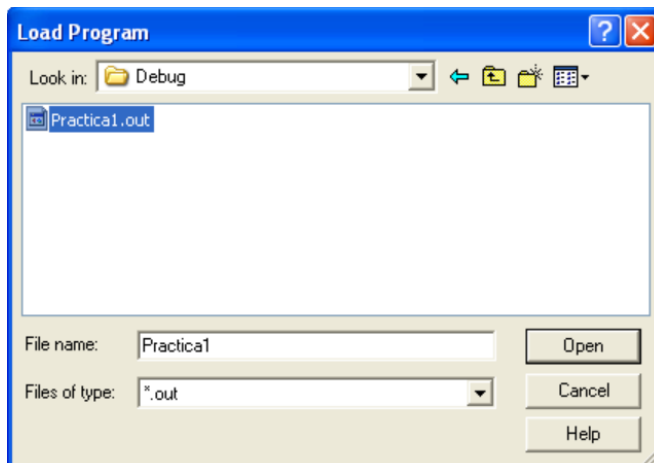 Load Program
Look in: Debug
Practica1.out
File name: Practica1 Open
Files of type: *.out Cancel
Help